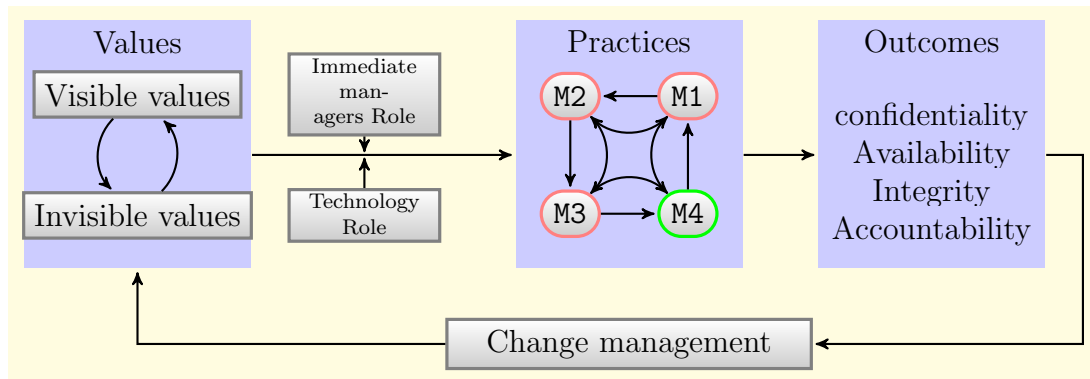 Values
Visible values
Invisible values
Immediate
man-
agers Role
Technology
Role
Practices
M2
M1
M3
M4
Outcomes
confidentiality
Availability
Integrity
Accountability
Change management